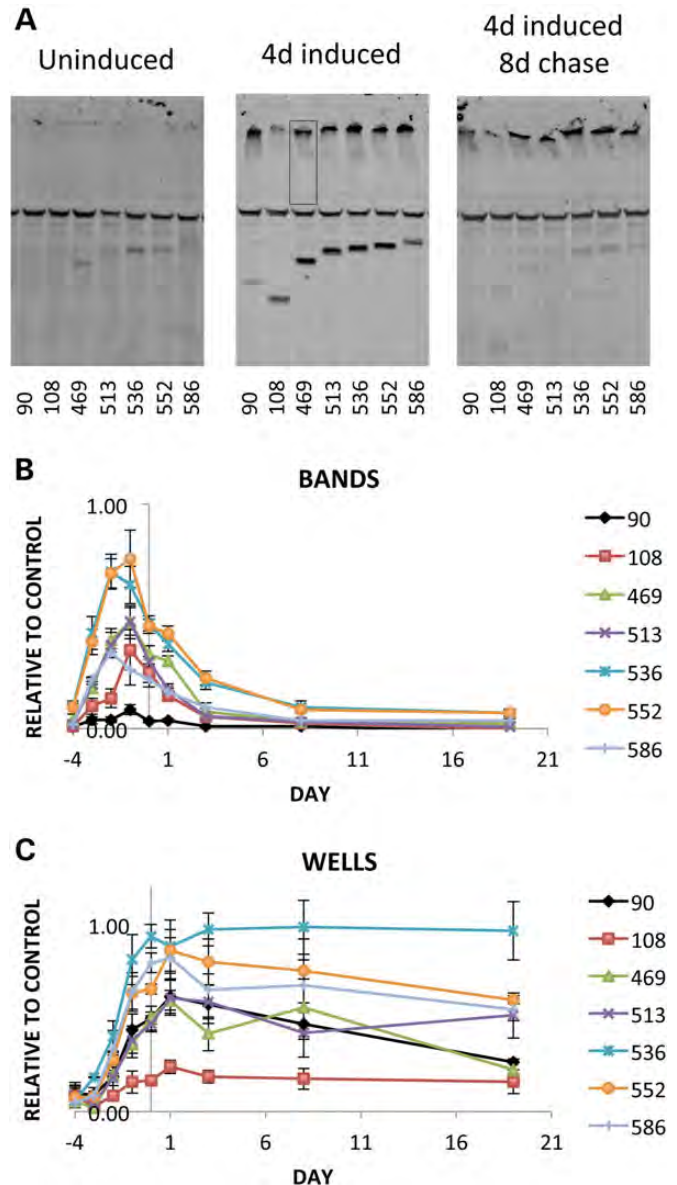 A
Uninduced
4d induced
4d induced
8d chase
90 108 469 513 536 552 586
90 108 469 513 536 552 586
90 108 469 513 536 552 586
B
BANDS
RELATIVE TO CONTROL
1.00
0.00
-4 1 6 11 16 21
DAY
90
108
469
513
536
552
586
C
WELLS
RELATIVE TO CONTROL
1.00
0.00
-4 1 6 11 16 21
DAY
90
108
469
513
536
552
586